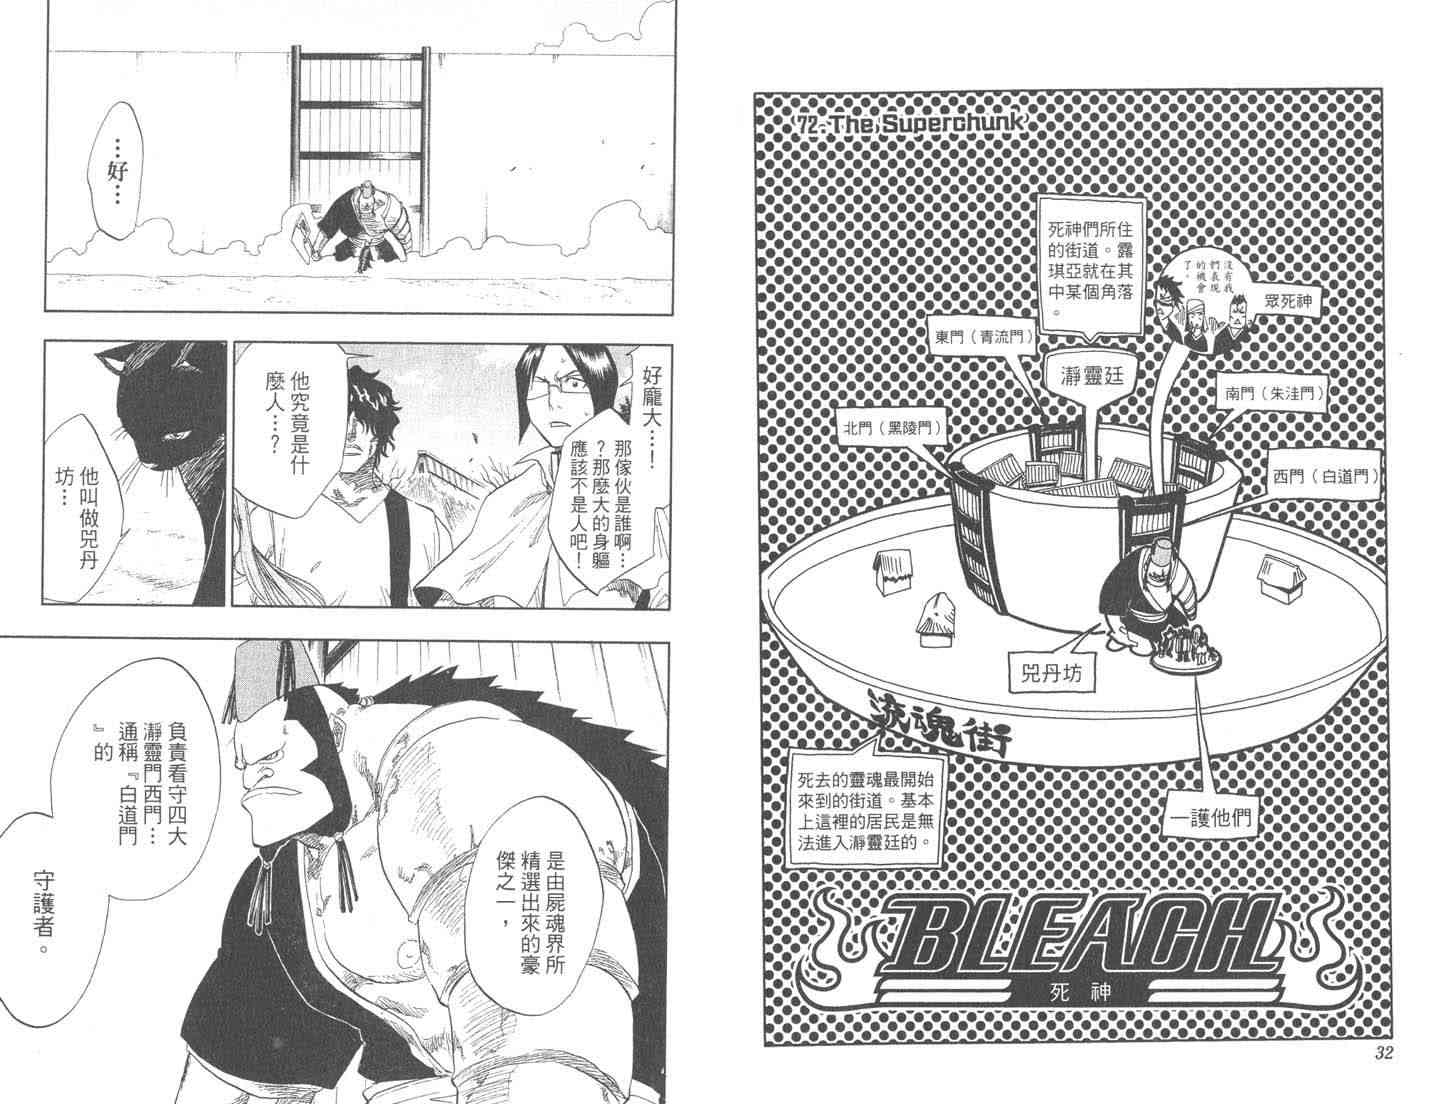 72. The Superchunk
死神們所住
的街道。露
琪亞就在其
中某個角落
。
沒有我
們表現
的機會
了。
眾死神
東門（青流門）
瀞靈廷
南門（朱洼門）
北門（黑陵門）
西門（白道門）
兕丹坊
流魂街
死去的靈魂最開始
來到的街道。基本
上這裡的居民是無
法進入瀞靈廷的。
一護他們
BLEACH
死神
32
…好…
好龐大…！
那傢伙是誰啊…
？那麼大的身軀
應該不是人吧！
他究竟是什
麼人…？
他叫做兕丹
坊…
是由屍魂界所
精選出來的豪
傑之一，
負責看守四大
瀞靈門西門…
通稱『白道門
』的
守護者。